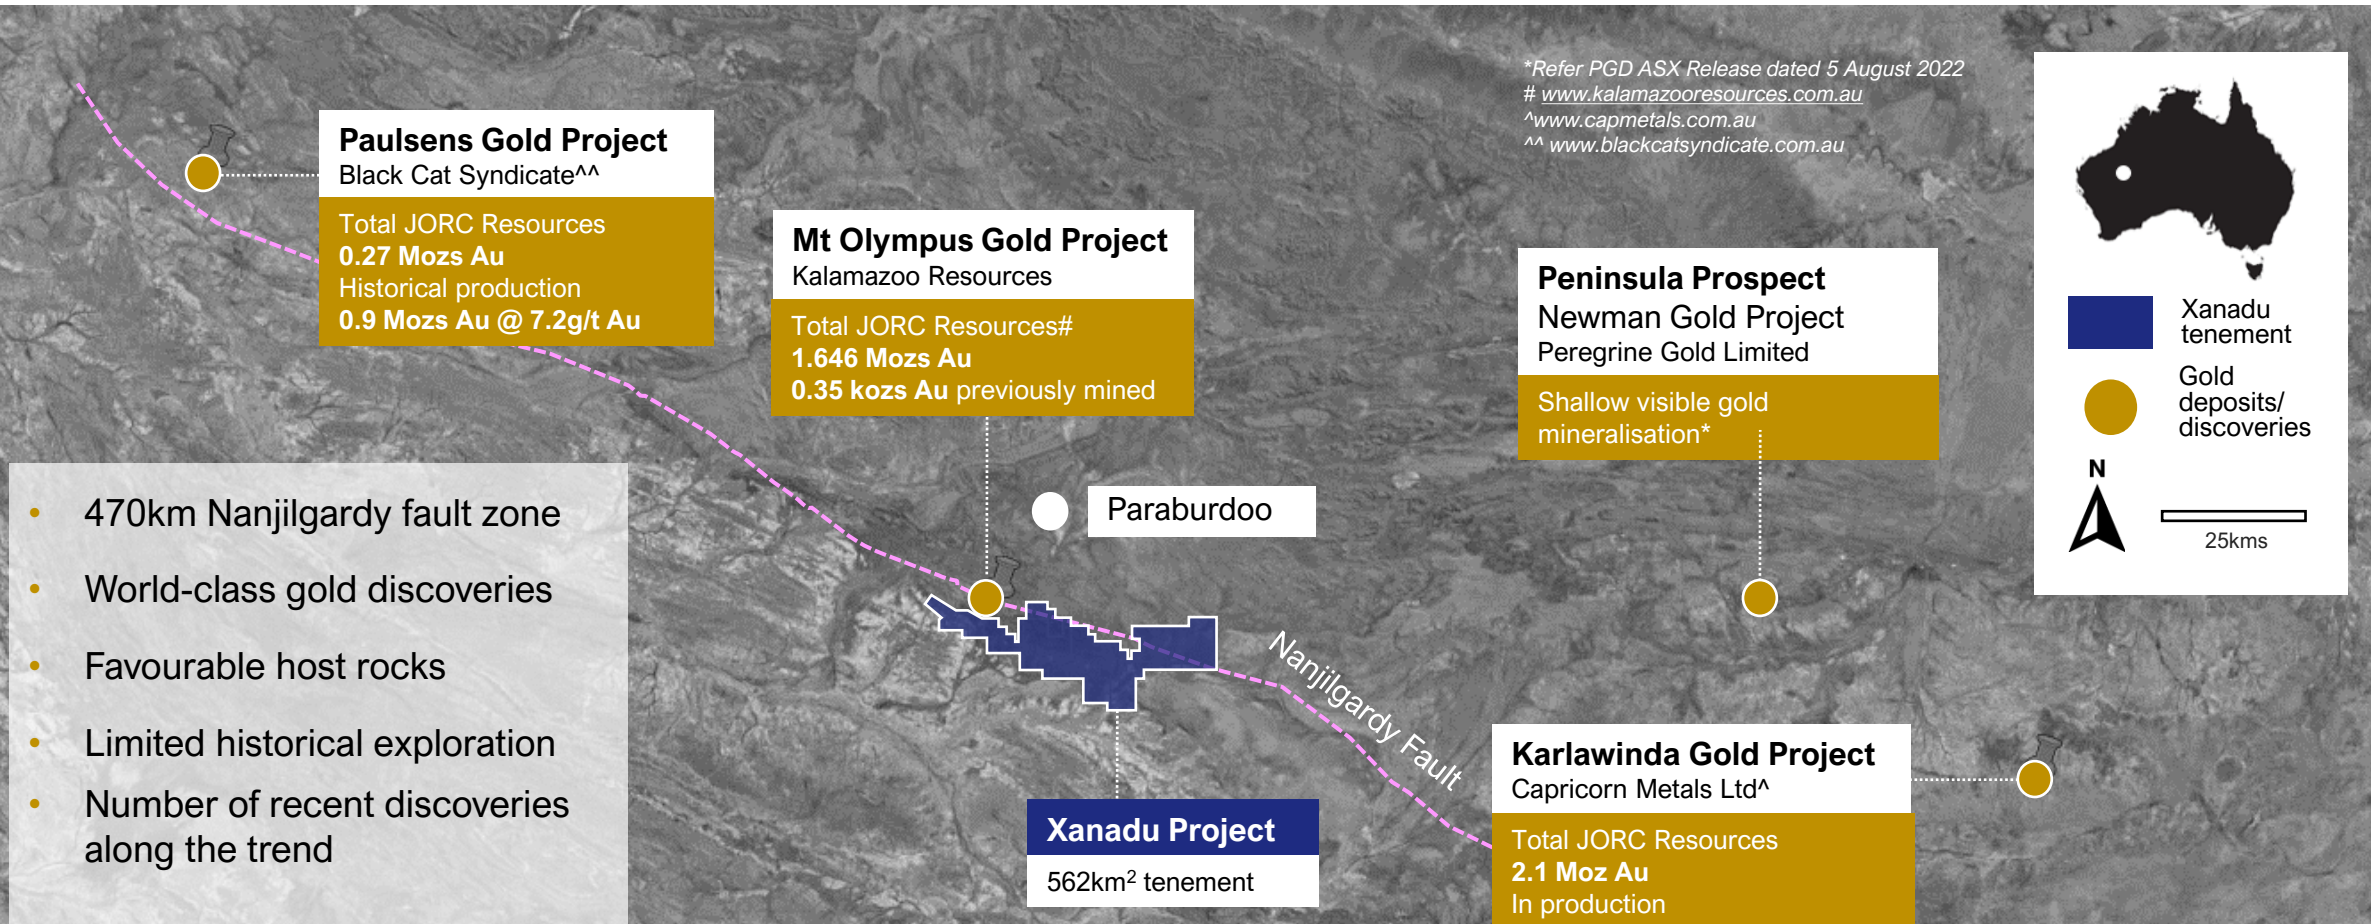 *Refer PGD ASX Release dated 5 August 2022
# www.kalamazooresources.com.au
^www.capmetals.com.au
^^ www.blackcatsyndicate.com.au
Paulsens Gold Project
Black Cat Syndicate^^
Total JORC Resources
0.27 Mozs Au
Historical production
0.9 Mozs Au @ 7.2g/t Au
Mt Olympus Gold Project
Kalamazoo Resources
Total JORC Resources#
1.646 Mozs Au
0.35 kozs Au previously mined
Peninsula Prospect
Newman Gold Project
Peregrine Gold Limited
Shallow visible gold
mineralisation*
Xanadu
tenement
Gold
deposits/
discoveries
N
25kms
• 470km Nanjilgardy fault zone
• World-class gold discoveries
• Favourable host rocks
• Limited historical exploration
• Number of recent discoveries
along the trend
Paraburdoo
Nanjilgardy Fault
Xanadu Project
562km² tenement
Karlawinda Gold Project
Capricorn Metals Ltd^
Total JORC Resources
2.1 Moz Au
In production